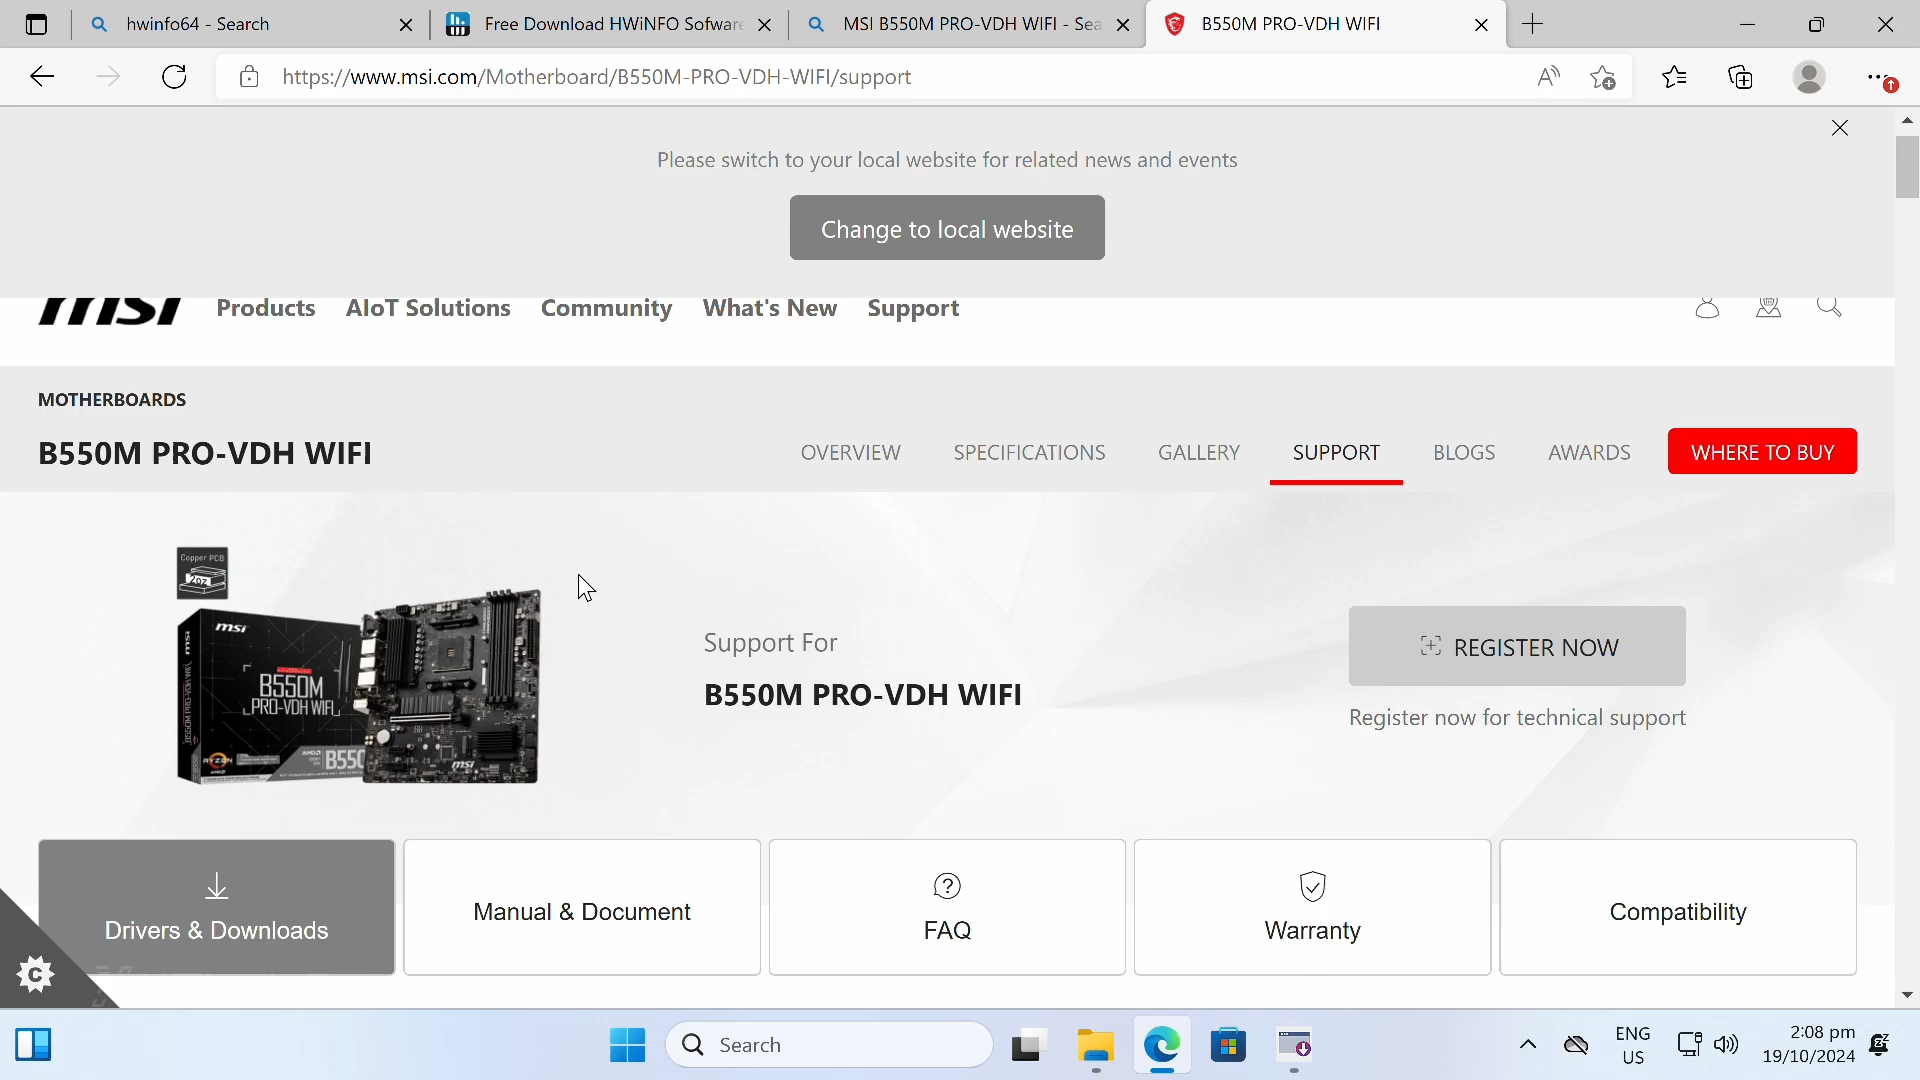 hwinfo64 - Search
Free Download HWiNFO Sofware
MSI B550M PRO-VDH WIFI - Sea
B550M PRO-VDH WIFI
https://www.msi.com/Motherboard/B550M-PRO-VDH-WIFI/support
Please switch to your local website for related news and events
Change to local website
msi
Products
AIoT Solutions
Community
What's New
Support
MOTHERBOARDS
B550M PRO-VDH WIFI
OVERVIEW
SPECIFICATIONS
GALLERY
SUPPORT
BLOGS
AWARDS
WHERE TO BUY
Copper PCB
2oz
msi
B550M
PRO-VDH WIFI
RYZEN
AMD
B550
msi
Support For
B550M PRO-VDH WIFI
REGISTER NOW
Register now for technical support
Drivers & Downloads
Manual & Document
FAQ
Warranty
Compatibility
Search
ENG
US
2:08 pm
19/10/2024